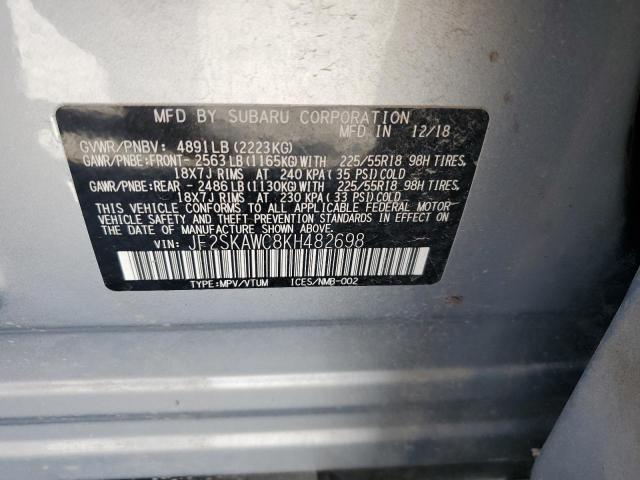 MFD BY SUBARU CORPORATION
MFD IN 12/18
GVWR/PNBV: 4891LB (2223KG)
GAWR/PNBE:FRONT- 2563 LB (1165KG)WITH 225/55R18 98H TIRES,
18X7J RIMS AT 240 KPA ( 35 PSI)COLD
GAWR/PNBE:REAR - 2486 LB (1130KG)WITH 225/55R18 98H TIRES,
18X7J RIMS AT 230 KPA ( 33 PSI)COLD
THIS VEHICLE CONFORMS TO ALL APPLICABLE FEDERAL MOTOR
VEHICLE SAFETY AND THEFT PREVENTION STANDARDS IN EFFECT ON
THE DATE OF MANUFACTURE SHOWN ABOVE.
VIN: JF2SKAWC8KH482698
TYPE:MPV/VTUM ICES/NMB-002